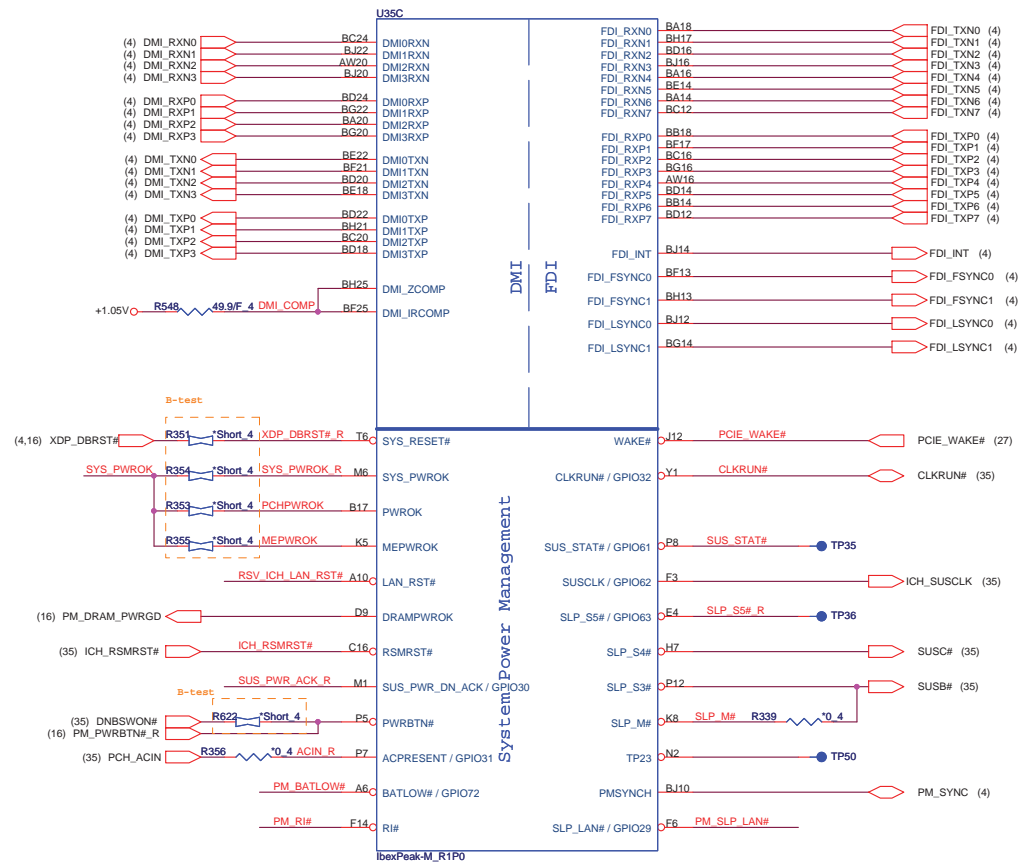 U35C
(4) DMI_RXN0 BC24 DMI0RXN
(4) DMI_RXN1 BJ22 DMI1RXN
(4) DMI_RXN2 AW20 DMI2RXN
(4) DMI_RXN3 BJ20 DMI3RXN
(4) DMI_RXP0 BD24 DMI0RXP
(4) DMI_RXP1 BG22 DMI1RXP
(4) DMI_RXP2 BA20 DMI2RXP
(4) DMI_RXP3 BG20 DMI3RXP
(4) DMI_TXN0 BE22 DMI0TXN
(4) DMI_TXN1 BF21 DMI1TXN
(4) DMI_TXN2 BD20 DMI2TXN
(4) DMI_TXN3 BE18 DMI3TXN
(4) DMI_TXP0 BD22 DMI0TXP
(4) DMI_TXP1 BH21 DMI1TXP
(4) DMI_TXP2 BC20 DMI2TXP
(4) DMI_TXP3 BD18 DMI3TXP
BH25 DMI_ZCOMP
+1.05V R548 49.9/F_4 DMI_COMP BF25 DMI_IRCOMP
DMI
FDI
FDI_RXN0 BA18 FDI_TXN0 (4)
FDI_RXN1 BH17 FDI_TXN1 (4)
FDI_RXN2 BD16 FDI_TXN2 (4)
FDI_RXN3 BJ16 FDI_TXN3 (4)
FDI_RXN4 BA16 FDI_TXN4 (4)
FDI_RXN5 BE14 FDI_TXN5 (4)
FDI_RXN6 BA14 FDI_TXN6 (4)
FDI_RXN7 BC12 FDI_TXN7 (4)
FDI_RXP0 BB18 FDI_TXP0 (4)
FDI_RXP1 BF17 FDI_TXP1 (4)
FDI_RXP2 BC16 FDI_TXP2 (4)
FDI_RXP3 BG16 FDI_TXP3 (4)
FDI_RXP4 AW16 FDI_TXP4 (4)
FDI_RXP5 BD14 FDI_TXP5 (4)
FDI_RXP6 BB14 FDI_TXP6 (4)
FDI_RXP7 BD12 FDI_TXP7 (4)
FDI_INT BJ14 FDI_INT (4)
FDI_FSYNC0 BF13 FDI_FSYNC0 (4)
FDI_FSYNC1 BH13 FDI_FSYNC1 (4)
FDI_LSYNC0 BJ12 FDI_LSYNC0 (4)
FDI_LSYNC1 BG14 FDI_LSYNC1 (4)
B-test
(4,16) XDP_DBRST# R351 *Short_4 XDP_DBRST#_R T6 SYS_RESET#
SYS_PWROK R354 *Short_4 SYS_PWROK_R M6 SYS_PWROK
R353 *Short_4 PCHPWROK B17 PWROK
R355 *Short_4 MEPWROK K5 MEPWROK
RSV_ICH_LAN_RST# A10 LAN_RST#
(16) PM_DRAM_PWRGD D9 DRAMPWROK
(35) ICH_RSMRST# ICH_RSMRST# C16 RSMRST#
SUS_PWR_ACK_R M1 SUS_PWR_DN_ACK / GPIO30
B-test
(35) DNBSWON# R622 *Short_4 P5 PWRBTN#
(16) PM_PWRBTN#_R
(35) PCH_ACIN R356 *0_4 ACIN_R P7 ACPRESENT / GPIO31
PM_BATLOW# A6 BATLOW# / GPIO72
PM_RI# F14 RI#
System Power Management
WAKE# J12 PCIE_WAKE# PCIE_WAKE# (27)
CLKRUN# / GPIO32 Y1 CLKRUN# CLKRUN# (35)
SUS_STAT# / GPIO61 P8 SUS_STAT# TP35
SUSCLK / GPIO62 F3 ICH_SUSCLK (35)
SLP_S5# / GPIO63 E4 SLP_S5#_R TP36
SLP_S4# H7 SUSC# (35)
SLP_S3# P12 SUSB# (35)
SLP_M# K8 SLP_M# R339 *0_4
TP23 N2 TP50
PMSYNCH BJ10 PM_SYNC (4)
SLP_LAN# / GPIO29 F6 PM_SLP_LAN#
IbexPeak-M_R1P0